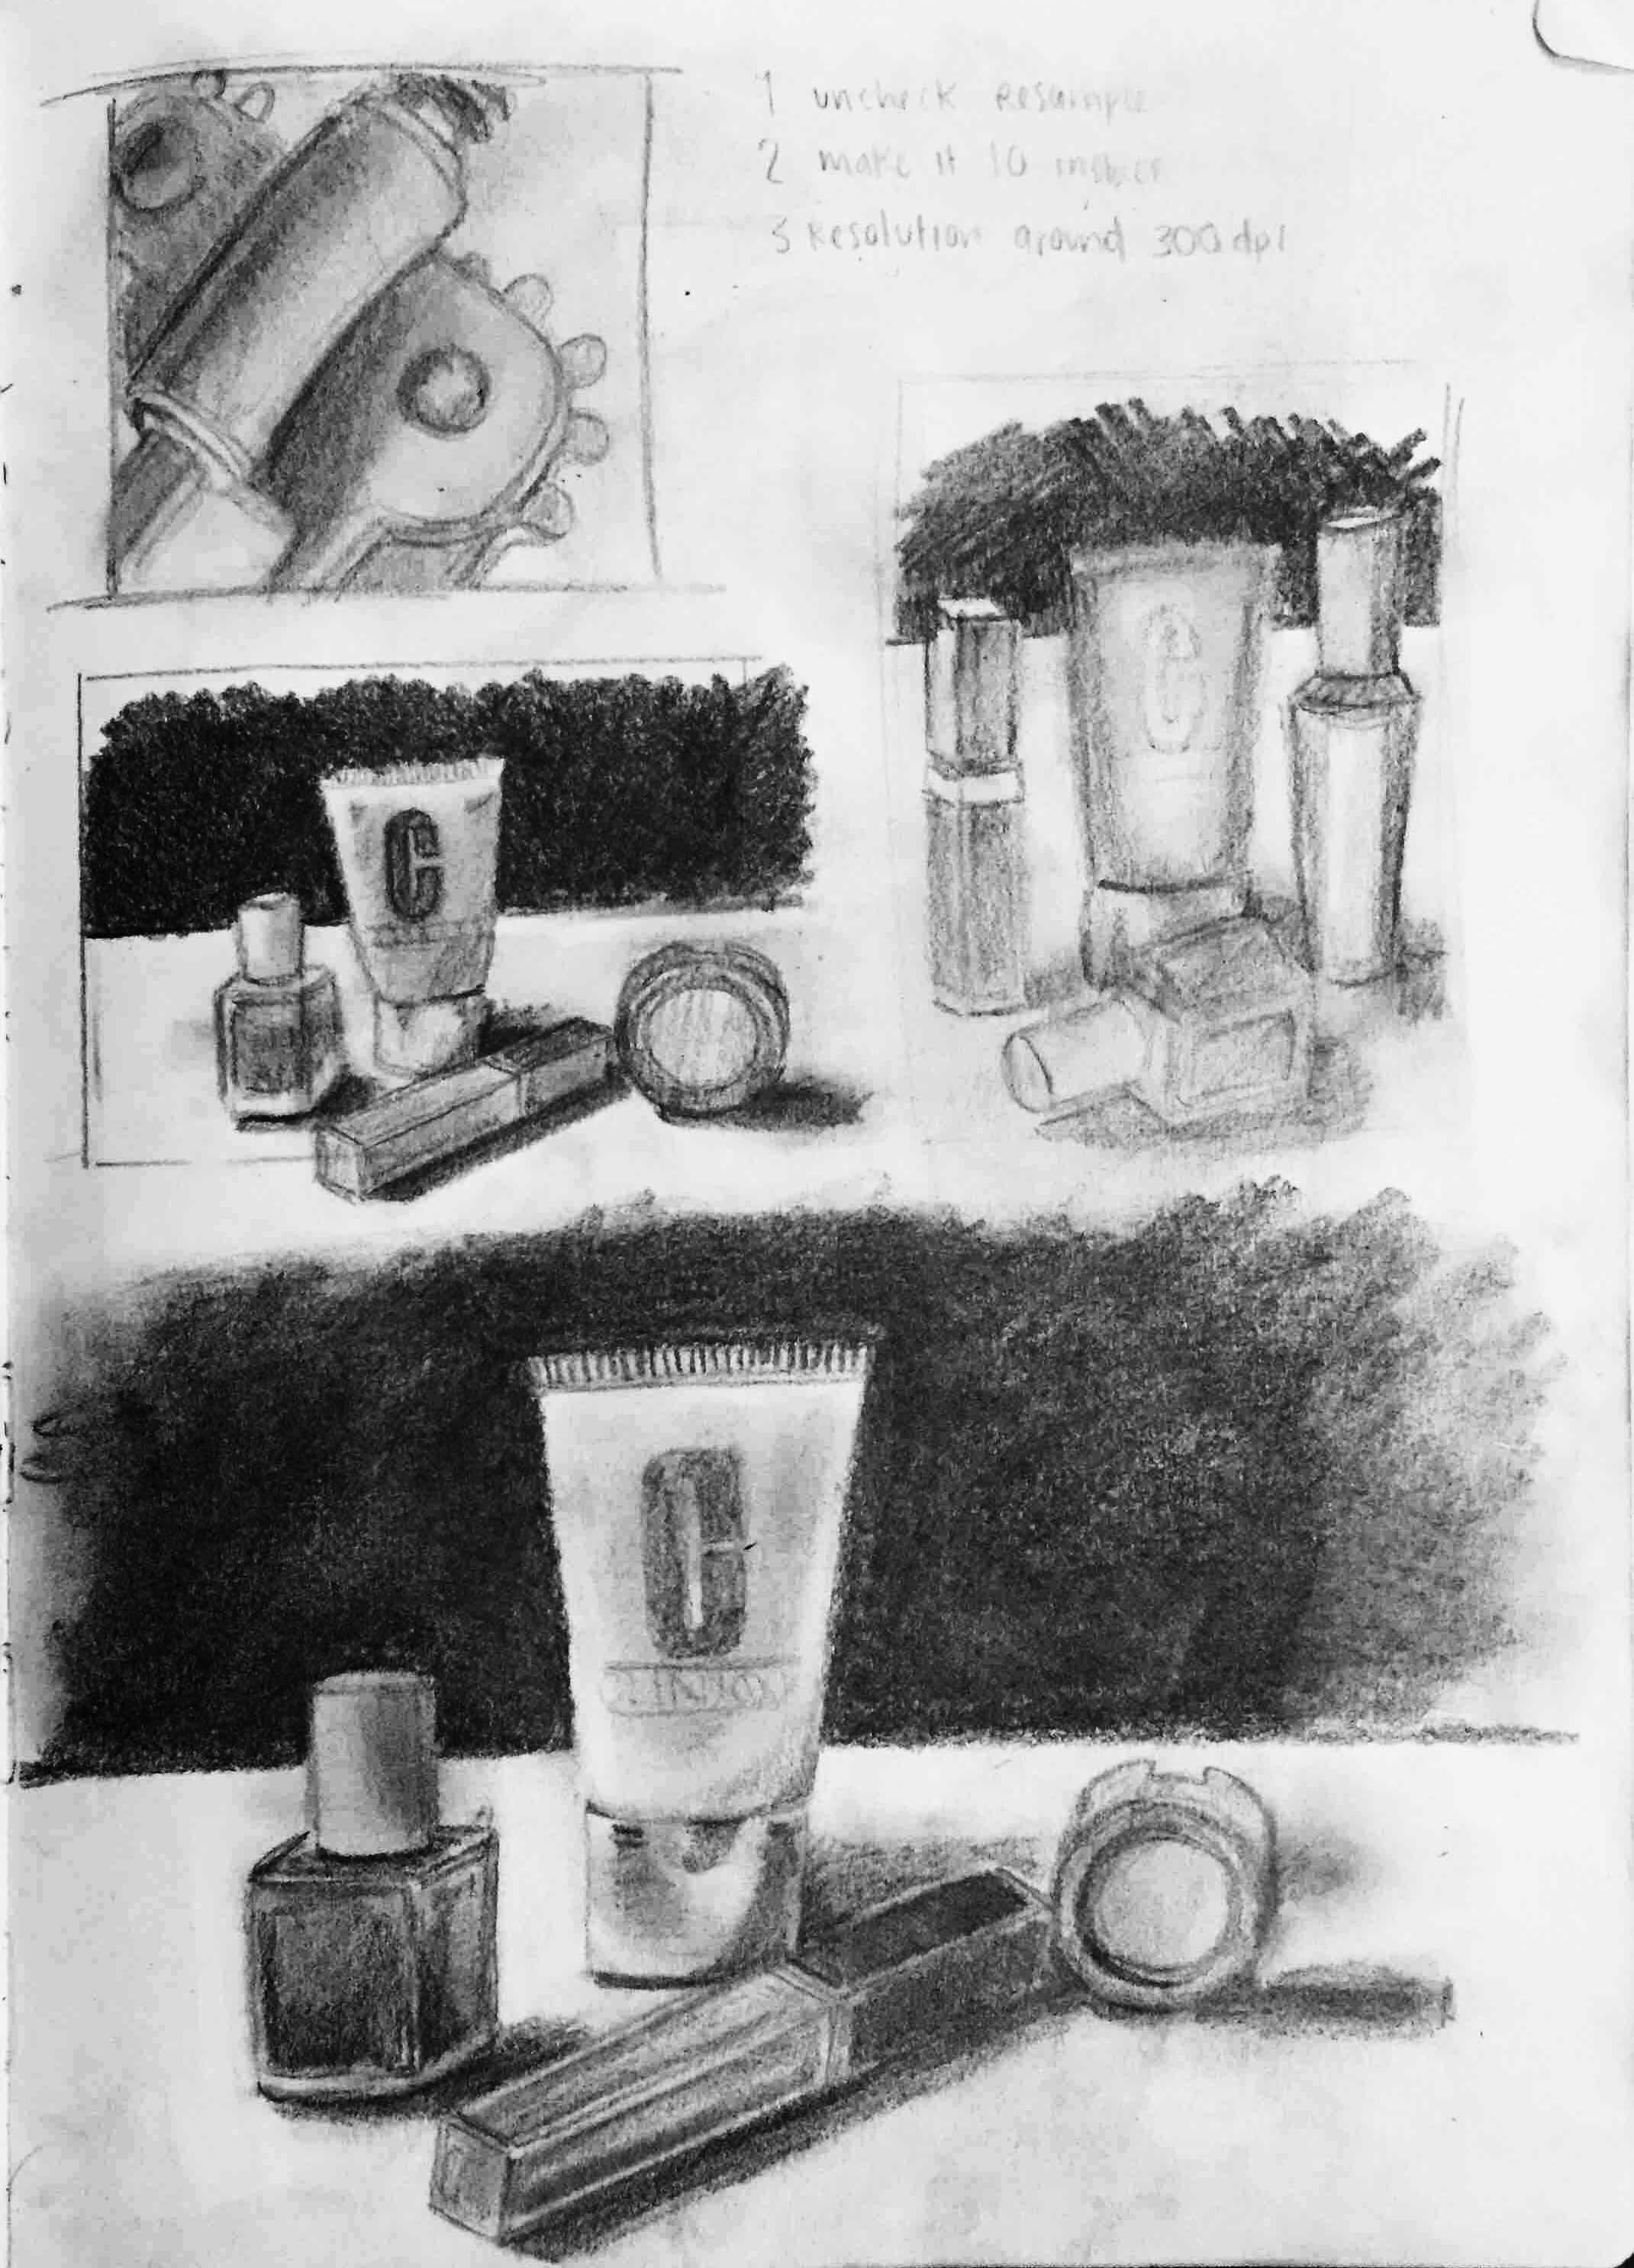 1 uncheck Resample
2 make it 10 inches
3 Resolution around 300 dpi
C
e
C